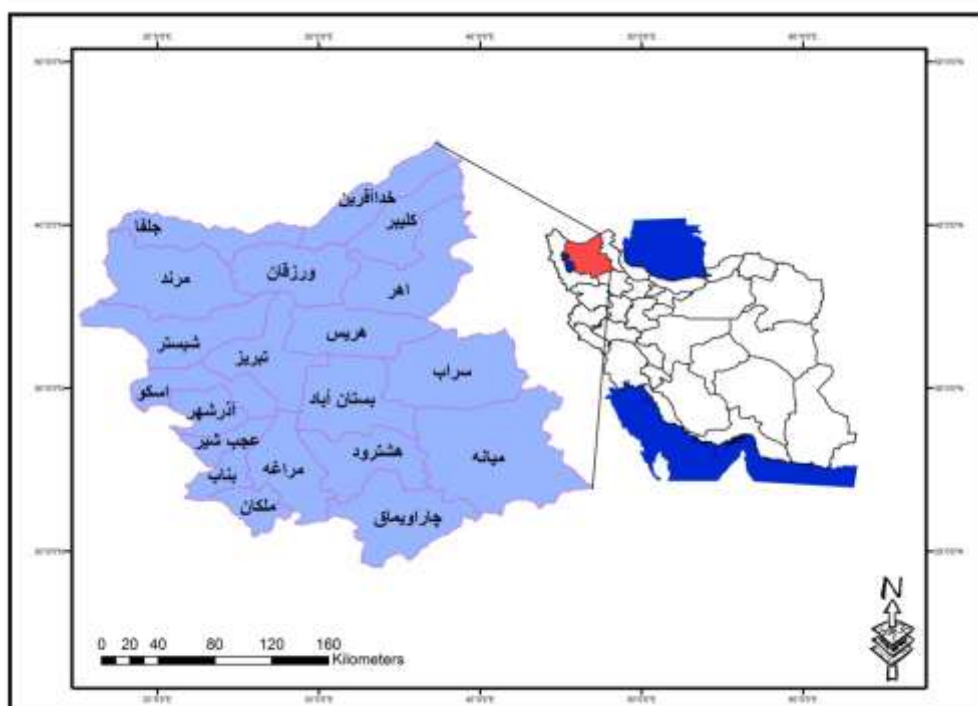 خداآفرین
کلیبر
جلفا
ورزقان
مرند
اهر
هریس
شبستر
تبریز
سراب
اسکو
بستان آباد
آذرشهر
عجب شیر
هشترود
میانه
مراغه
بناب
ملکان
چاراویماق
N
0 20 40 80 120 160
Kilometers